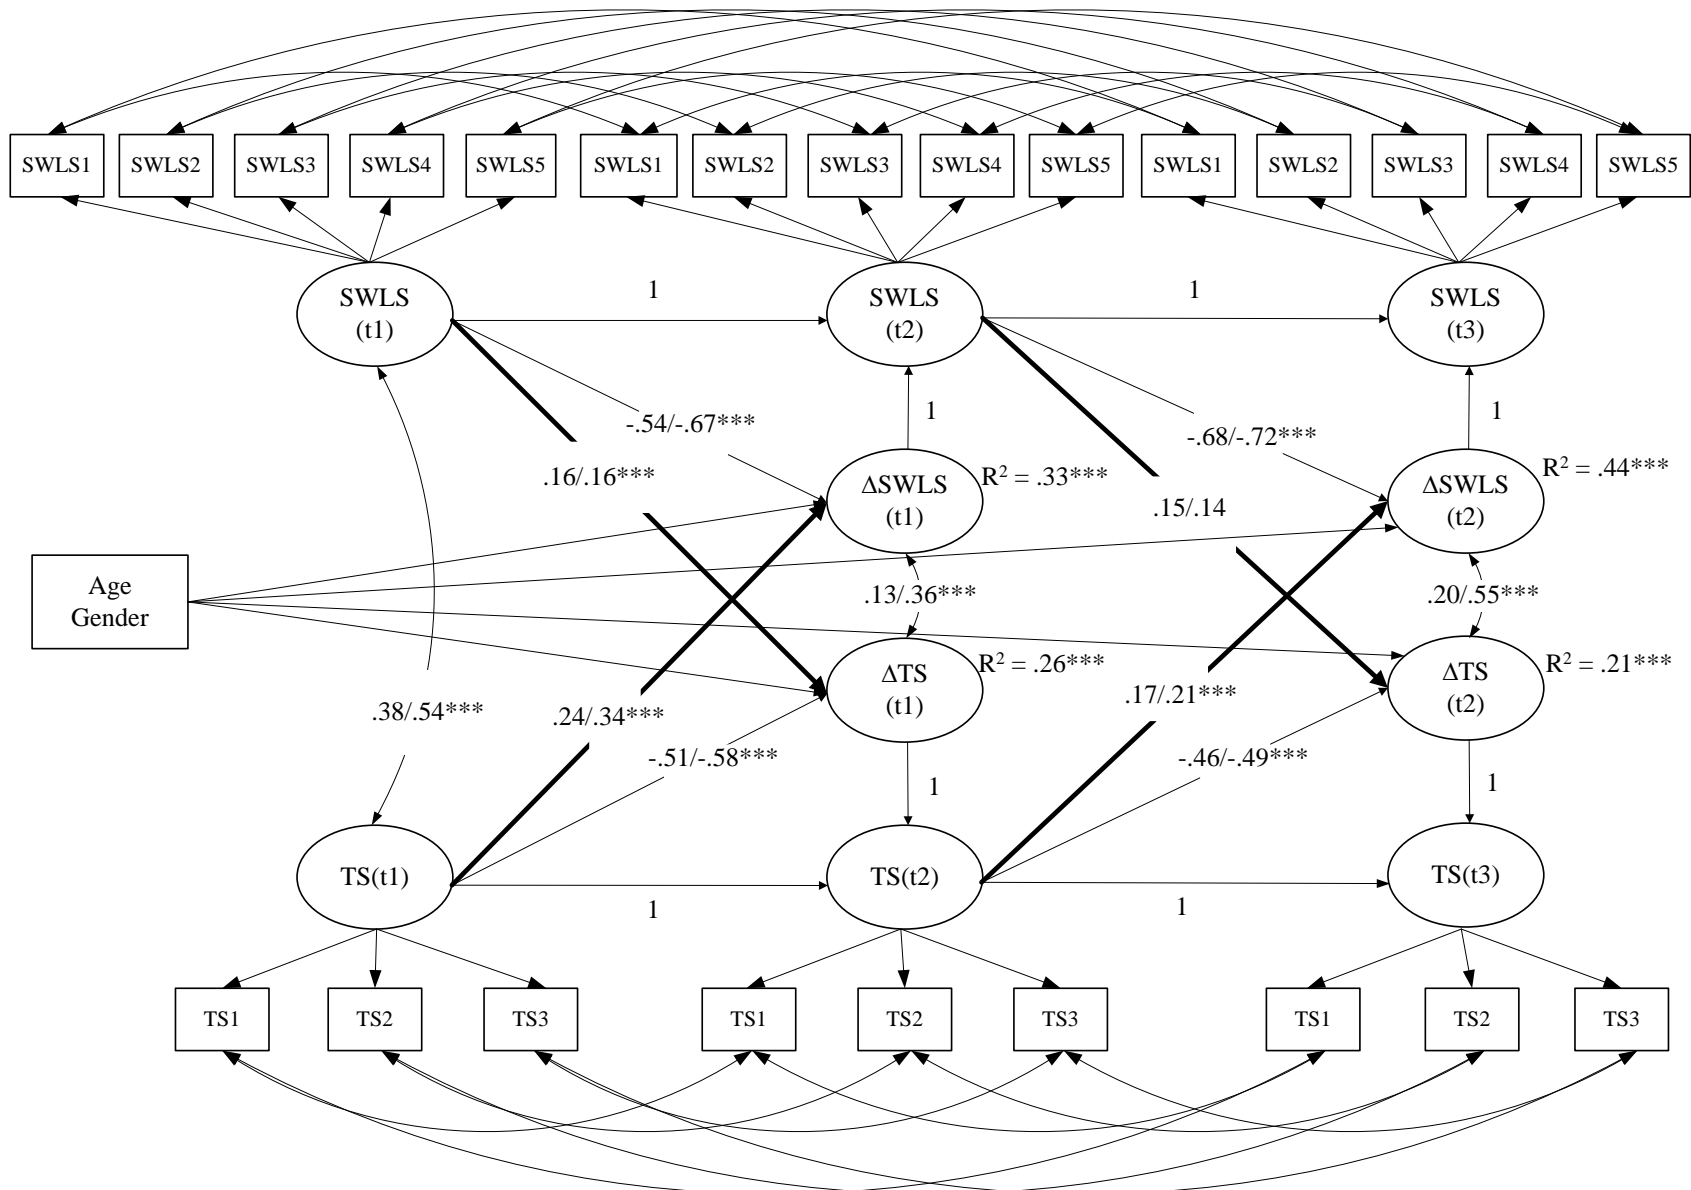 SWLS1 SWLS2 SWLS3 SWLS4 SWLS5 SWLS1 SWLS2 SWLS3 SWLS4 SWLS5 SWLS1 SWLS2 SWLS3 SWLS4 SWLS5
SWLS
(t1)
1
SWLS
(t2)
1
SWLS
(t3)
-.54/-.67***
1
-.68/-.72***
1
.16/.16***
ΔSWLS
(t1)
R² = .33***
.15/.14
ΔSWLS
(t2)
R² = .44***
Age
Gender
.13/.36***
.20/.55***
ΔTS
(t1)
R² = .26***
ΔTS
(t2)
R² = .21***
.38/.54***
.24/.34***
.17/.21***
-.51/-.58***
-.46/-.49***
1
1
TS(t1)
1
TS(t2)
1
TS(t3)
TS1 TS2 TS3 TS1 TS2 TS3 TS1 TS2 TS3